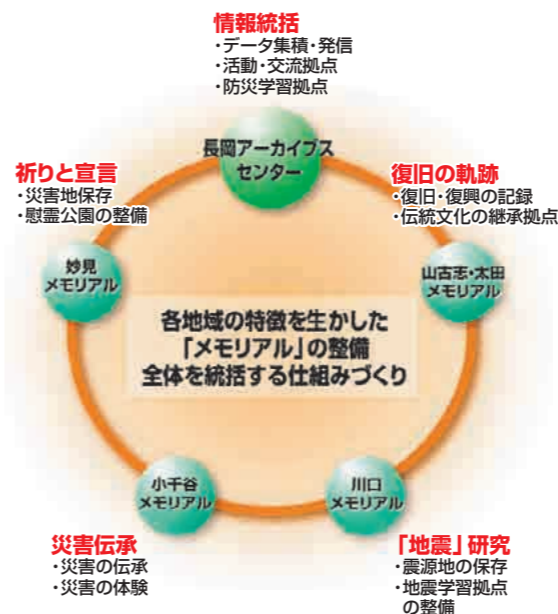 情報統括
・データ集積・発信
・活動・交流拠点
・防災学習拠点
長岡アーカイブス
センター
祈りと宣言
・災害地保存
・慰霊公園の整備
妙見
メモリアル
復旧の軌跡
・復旧・復興の記録
・伝統文化の継承拠点
山古志・太田
メモリアル
各地域の特徴を生かした
「メモリアル」の整備
全体を統括する仕組みづくり
小千谷
メモリアル
災害伝承
・災害の伝承
・災害の体験
川口
メモリアル
「地震」研究
・震源地の保存
・地震学習拠点
の整備